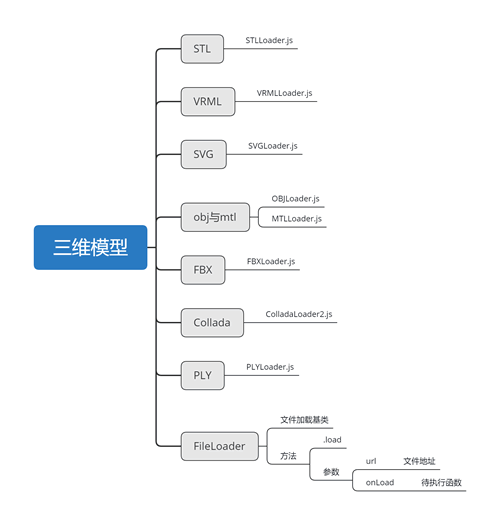 STL
STLLoader.js
VRML
VRMLLoader.js
SVG
SVGLoader.js
obj与mtl
OBJLoader.js
MTLLoader.js
三维模型
FBX
FBXLoader.js
Collada
ColladaLoader2.js
PLY
PLYLoader.js
FileLoader
文件加载基类
方法
.load
参数
url 文件地址
onLoad 待执行函数